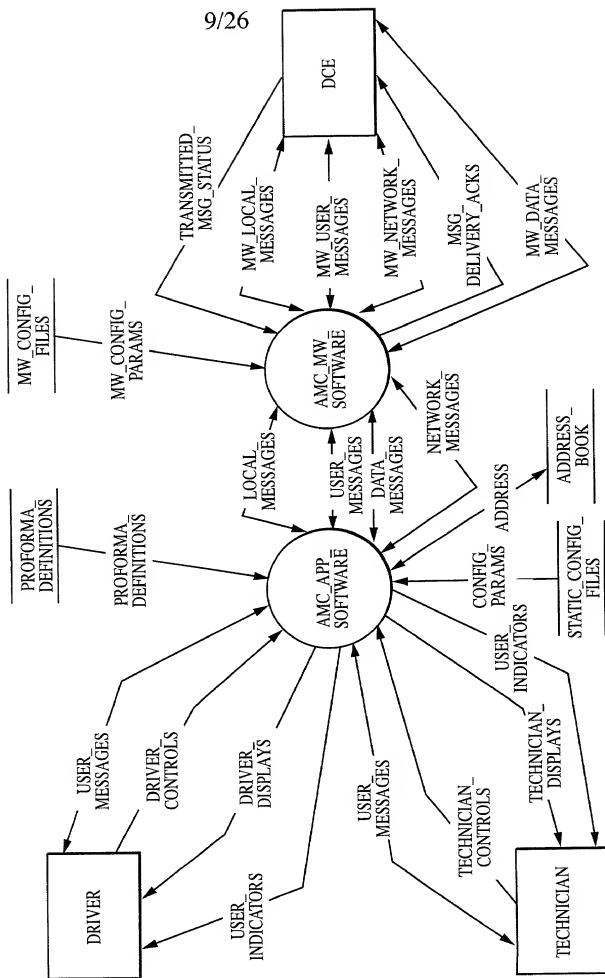 9/26
DRIVER
USER_
MESSAGES
DRIVER_
CONTROLS
DRIVER_
DISPLAYS
USER_
INDICATORS
TECHNICIAN
USER_
MESSAGES
TECHNICIAN_
CONTROLS
TECHNICIAN_
DISPLAYS
USER_
INDICATORS
PROFORMA_
DEFINITIONS
PROFORMA_
DEFINITIONS
AMC_APP_
SOFTWARE
CONFIG_
PARAMS
STATIC_CONFIG_
FILES
ADDRESS
ADDRESS_
BOOK
LOCAL_
MESSAGES
USER_
MESSAGES
DATA_
MESSAGES
NETWORK_
MESSAGES
MW_CONFIG_
FILES
MW_CONFIG_
PARAMS
AMC_MW_
SOFTWARE
TRANSMITTED_
MSG_STATUS
MW_LOCAL_
MESSAGES
MW_USER_
MESSAGES
MW_NETWORK_
MESSAGES
MSG_
DELIVERY_ACKS
MW_DATA_
MESSAGES
DCE